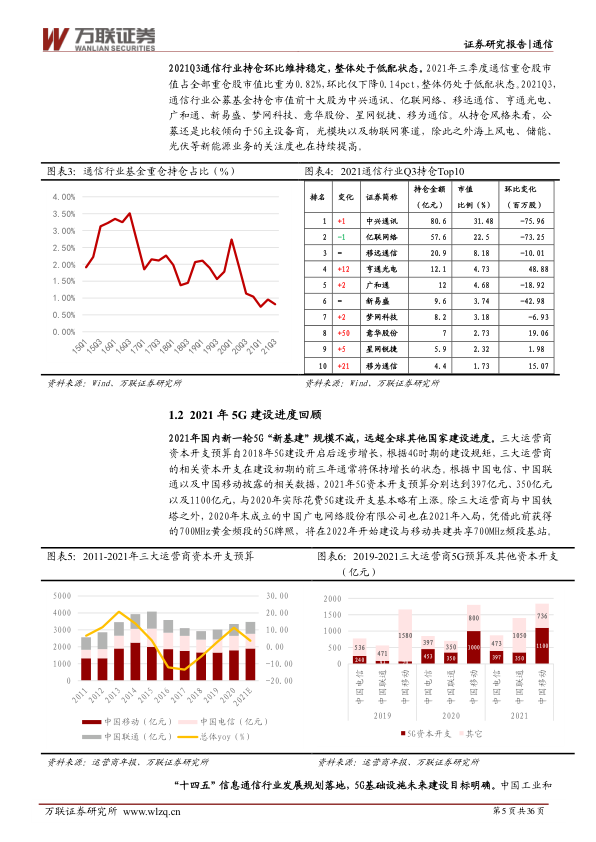 万联证券
WANLIAN SECURITIES
证券研究报告|通信
2021Q3通信行业持仓环比维持稳定，整体处于低配状态。2021年三季度通信重仓股市
值占全部重仓股市值比重为0.82%,环比仅下降0.14pct,整体仍处于低配状态。2021Q3,
通信行业公募基金持仓市值前十大股为中兴通讯、亿联网络、移远通信、亨通光电、
广和通、新易盛、梦网科技、意华股份、星网锐捷、移为通信。从持仓风格来看，公
募还是比较倾向于5G主设备商，光模块以及物联网赛道，除此之外海上风电、储能、
光伏等新能源业务的关注度也在持续提高。
图表3：通信行业基金重仓持仓占比（%）
4.00%
3.50%
3.00%
2.50%
2.00%
1.50%
1.00%
0.50%
0.00%
15Q1 15Q3 16Q1 16Q3 17Q1 17Q3 18Q1 18Q3 19Q1 19Q3 20Q1 20Q3 21Q1 21Q3
资料来源：Wind、万联证券研究所
图表4：2021通信行业Q3持仓Top10
排名 变化 证券简称 持仓金额（亿元） 市值比例（%） 环比变化（百万股）
1 +1 中兴通讯 80.6 31.48 -75.96
2 -1 亿联网络 57.6 22.5 -73.25
3 - 移远通信 20.9 8.18 -10.01
4 +12 亨通光电 12.1 4.73 48.88
5 +2 广和通 12 4.68 -18.92
6 - 新易盛 9.6 3.74 -42.98
7 +2 梦网科技 8.2 3.18 -6.93
8 +50 意华股份 7 2.73 19.06
9 +5 星网锐捷 5.9 2.32 1.98
10 +21 移为通信 4.4 1.73 15.07
资料来源：Wind、万联证券研究所
1.2 2021 年 5G 建设进度回顾
2021年国内新一轮5G“新基建”规模不减，远超全球其他国家建设进度。三大运营商
资本开支预算自2018年5G建设开启后逐步增长，根据4G时期的建设规矩，三大运营商
的相关资本开支在建设初期的前三年通常将保持增长的状态。根据中国电信、中国联
通以及中国移动披露的相关数据，2021年5G资本开支预算分别达到397亿元、350亿元
以及1100亿元，与2020年实际花费5G建设开支基本略有上涨。除三大运营商与中国铁
塔之外，2020年末成立的中国广电网络股份有限公司也在2021年入局，凭借此前获得
的700MHz黄金频段的5G牌照，将在2022年开始建设与移动共建共享700MHz频段基站。
图表5：2011-2021年三大运营商资本开支预算
5000
4000
3000
2000
1000
0
30.00
20.00
10.00
0.00
-10.00
-20.00
2011 2012 2013 2014 2015 2016 2017 2018 2019 2020 2021E
中国移动（亿元） 中国电信（亿元）
中国联通（亿元） 总体yoy（%）
资料来源：运营商年报、万联证券研究所
图表6：2019-2021三大运营商5G预算及其他资本开支
（亿元）
2000
1500
1000
500
0
536 471 1580 397 350 800 473 1050 736
453 350 1000 397 350 1100
中国电信 中国联通 中国移动 中国电信 中国联通 中国移动 中国电信 中国联通 中国移动
2019 2020 2021
5G资本开支 其它
资料来源：运营商年报、万联证券研究所
“十四五”信息通信行业发展规划落地，5G基础设施未来建设目标明确。中国工业和
万联证券研究所 www.wlzq.cn
第5页共36页